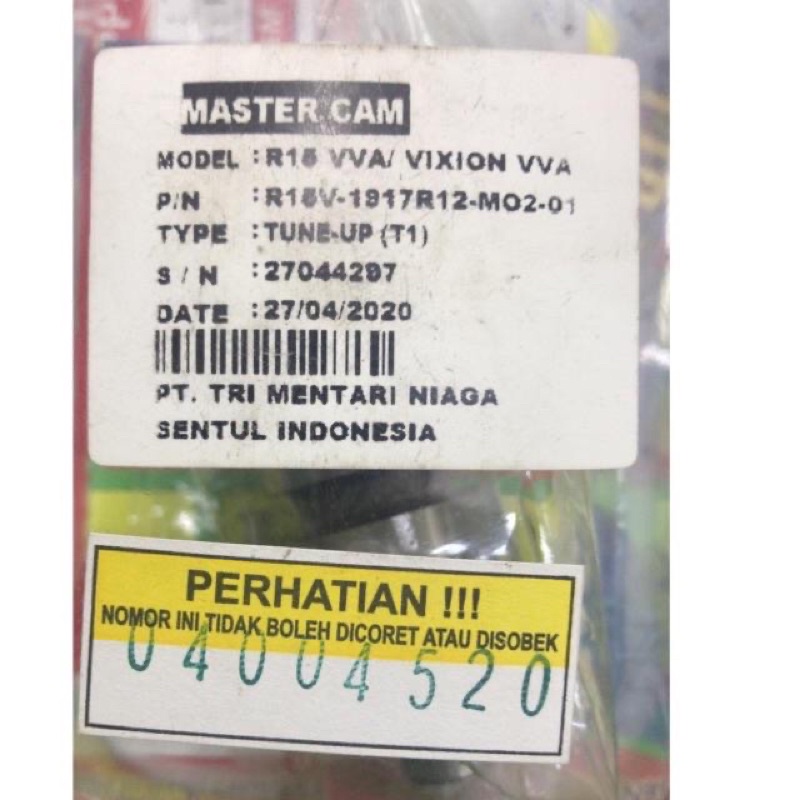 MASTER CAM
MODEL : R15 VVA/ VIXION VVA
P/N : R15V-1917R12-MO2-01
TYPE : TUNE-UP (T1)
S / N : 27044297
DATE : 27/04/2020
PT. TRI MENTARI NIAGA
SENTUL INDONESIA
PERHATIAN !!!
NOMOR INI TIDAK BOLEH DICORET ATAU DISOBEK
04004520